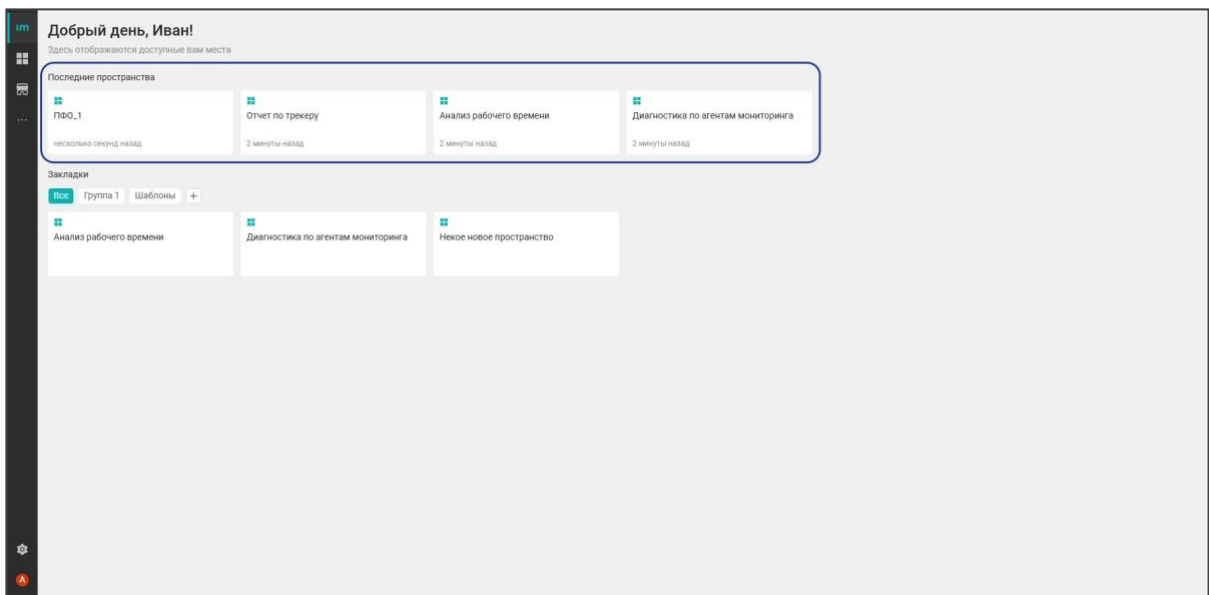 ım
Добрый день, Иван!
Здесь отображаются доступные вам места
Последние пространства
ПФО_1
несколько секунд назад
Отчет по трекеру
2 минуты назад
Анализ рабочего времени
2 минуты назад
Диагностика по агентам мониторинга
2 минуты назад
Закладки
Все Группа 1 Шаблоны +
Анализ рабочего времени
Диагностика по агентам мониторинга
Некое новое пространство
А